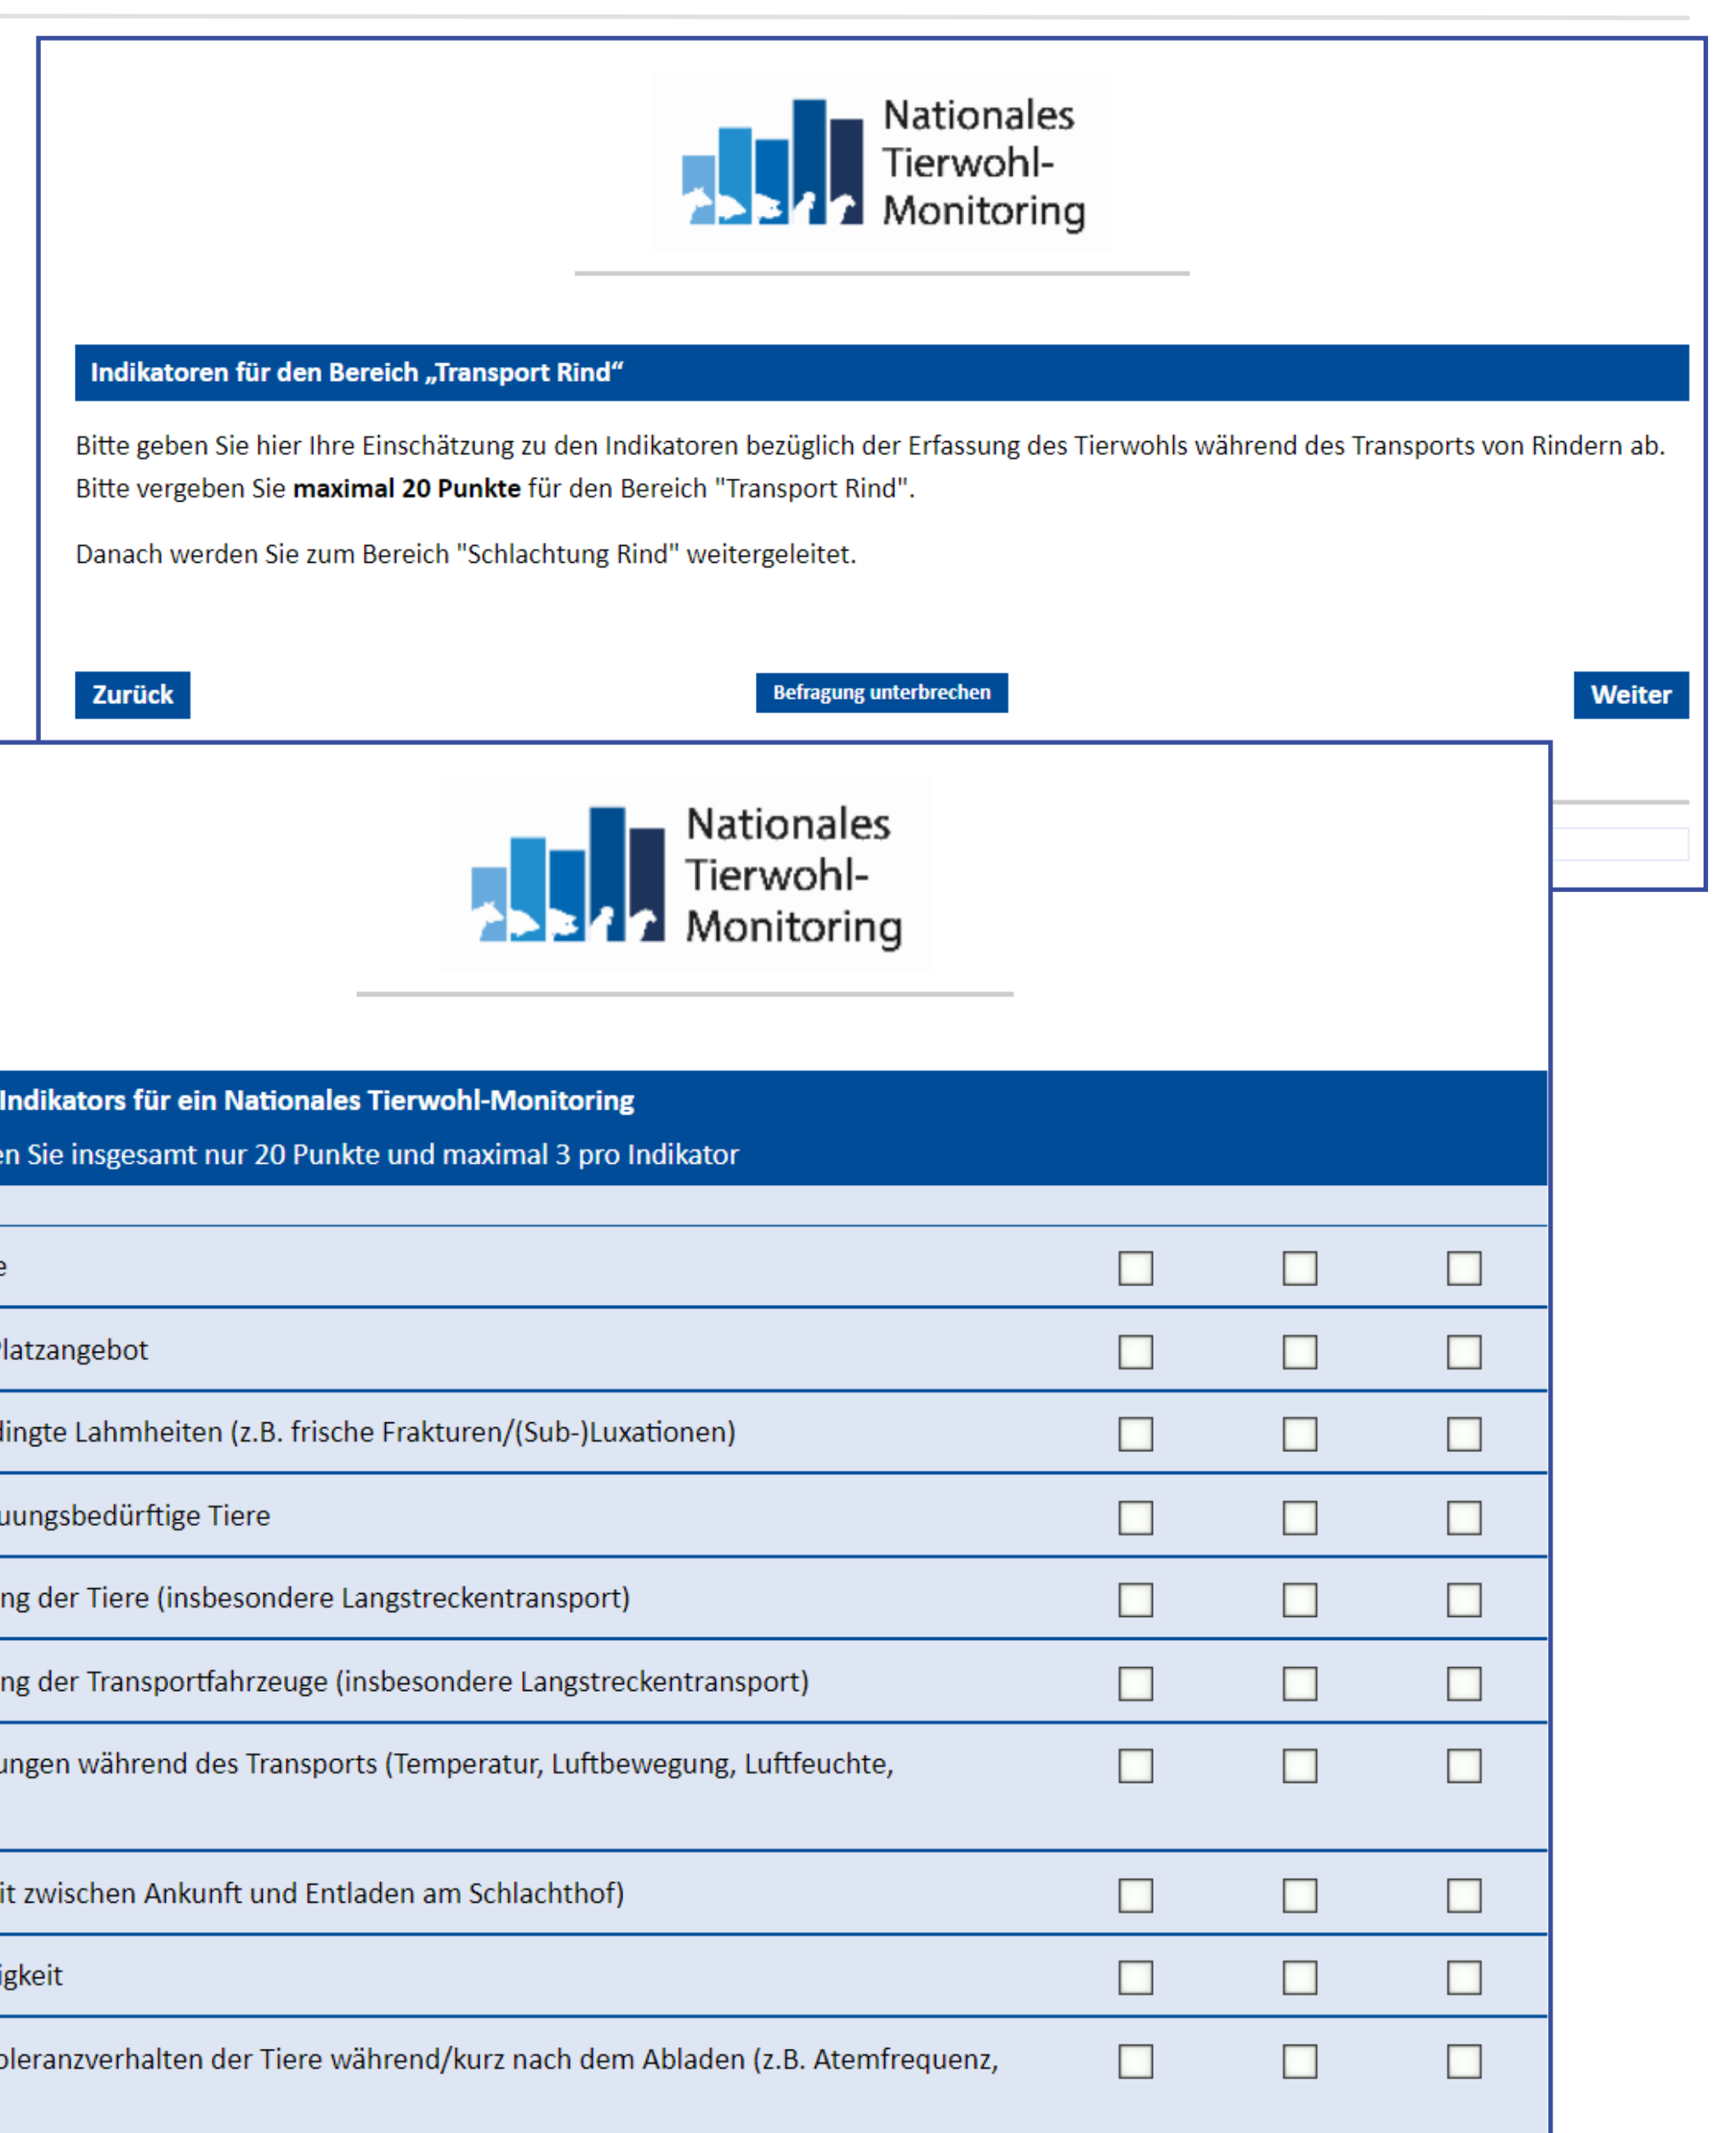 Nationales
Tierwohl-
Monitoring
Indikatoren für den Bereich „Transport Rind“
Bitte geben Sie hier Ihre Einschätzung zu den Indikatoren bezüglich der Erfassung des Tierwohls während des Transports von Rindern ab.
Bitte vergeben Sie maximal 20 Punkte für den Bereich "Transport Rind".
Danach werden Sie zum Bereich "Schlachtung Rind" weitergeleitet.
Zurück
Befragung unterbrechen
Weiter
Nationales
Tierwohl-
Monitoring
Indikators für ein Nationales Tierwohl-Monitoring
en Sie insgesamt nur 20 Punkte und maximal 3 pro Indikator
e
Platzangebot
dingte Lahmheiten (z.B. frische Frakturen/(Sub-)Luxationen)
uungsbedürftige Tiere
ng der Tiere (insbesondere Langstreckentransport)
ng der Transportfahrzeuge (insbesondere Langstreckentransport)
ungen während des Transports (Temperatur, Luftbewegung, Luftfeuchte,
it zwischen Ankunft und Entladen am Schlachthof)
igkeit
oleranzverhalten der Tiere während/kurz nach dem Abladen (z.B. Atemfrequenz,